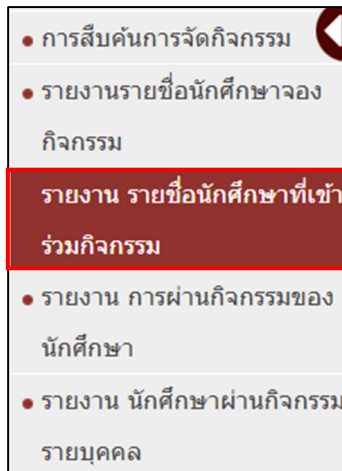 การสืบค้นการจัดกิจกรรม
รายงานรายชื่อนักศึกษาจอง
กิจกรรม
รายงาน รายชื่อนักศึกษาที่เข้า
ร่วมกิจกรรม
รายงาน การผ่านกิจกรรมของ
นักศึกษา
รายงาน นักศึกษาผ่านกิจกรรม
รายบุคคล